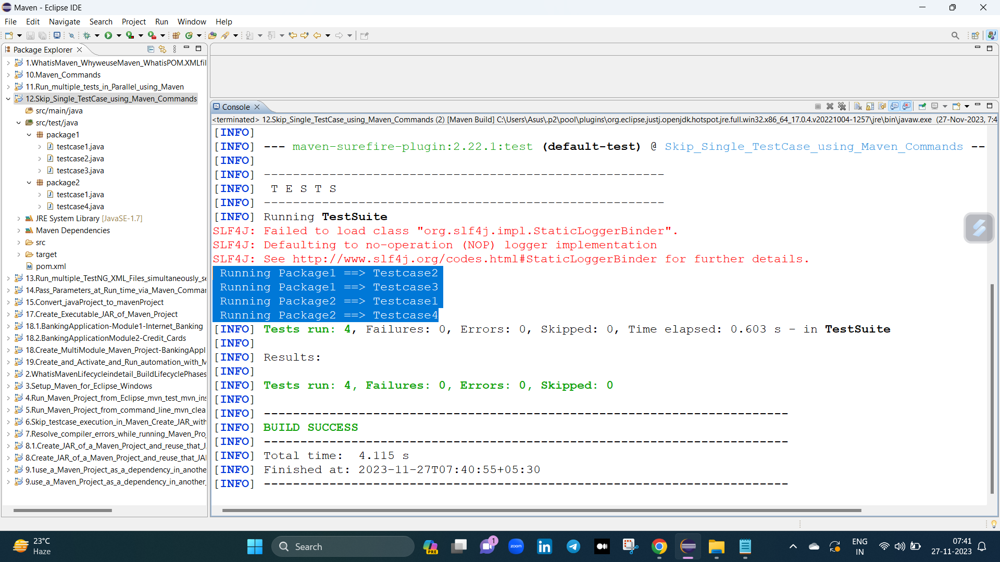 Maven - Eclipse IDE
File Edit Navigate Search Project Run Window Help
Package Explorer
1.WhatisMaven_WhyweuseMaven_WhatisPOM.XMLfil
10.Maven_Commands
11.Run_multiple_tests_in_Parallel_using_Maven
12.Skip_Single_TestCase_using_Maven_Commands
src/main/java
src/test/java
package1
testcase1.java
testcase2.java
testcase3.java
package2
testcase1.java
testcase4.java
JRE System Library [JavaSE-1.7]
Maven Dependencies
src
target
pom.xml
13.Run_multiple_TestNG_XML_Files_simultaneously_se
14.Pass_Parameters_at_Run_time_via_Maven_Commar
15.Convert_javaProject_to_mavenProject
17.Create_Executable_JAR_of_Maven_Project
18.1.BankingApplication-Module1-Internet_Banking
18.2.BankingApplicationModule2-Credit_Cards
18.Create_MultiModule_Maven_Project-BankingAppl
19.Create_and_Activate_and_Run_automation_with_M
2.WhatisMavenLifecycleindetail_BuildLifecyclePhases
3.Setup_Maven_for_Eclipse_Windows
4.Run_Maven_Project_from_Eclipse_mvn_test_mvn_ins
5.Run_Maven_Project_from_command_line_mvn_clea
6.Skip_testcase_execution_in_Maven_Create_JAR_with
7.Resolve_compiler_errors_while_running_Maven_Pro
8.1.Create_JAR_of_a_Maven_Project_and_reuse_that_J
8.Create_JAR_of_a_Maven_Project_and_reuse_that_JAI
9.1use_a_Maven_Project_as_a_dependency_in_anothe
9.use_a_Maven_Project_as_a_dependency_in_another_
Console
<terminated> 12.Skip_Single_TestCase_using_Maven_Commands (2) [Maven Build] C:\Users\Asus\.p2\pool\plugins\org.eclipse.justj.openjdk.hotspot.jre.full.win32.x86_64_17.0.4.v20221004-1257\jre\bin\javaw.exe (27-Nov-2023, 7:4
[INFO]
[INFO] --- maven-surefire-plugin:2.22.1:test (default-test) @ Skip_Single_TestCase_using_Maven_Commands --
[INFO]
[INFO] -------------------------------------------------------
[INFO]  T E S T S
[INFO] -------------------------------------------------------
[INFO] Running TestSuite
SLF4J: Failed to load class "org.slf4j.impl.StaticLoggerBinder".
SLF4J: Defaulting to no-operation (NOP) logger implementation
SLF4J: See http://www.slf4j.org/codes.html#StaticLoggerBinder for further details.
Running Package1 ==> Testcase2
Running Package1 ==> Testcase3
Running Package2 ==> Testcase1
Running Package2 ==> Testcase4
[INFO] Tests run: 4, Failures: 0, Errors: 0, Skipped: 0, Time elapsed: 0.603 s - in TestSuite
[INFO]
[INFO] Results:
[INFO]
[INFO] Tests run: 4, Failures: 0, Errors: 0, Skipped: 0
[INFO]
[INFO] ------------------------------------------------------------------------
[INFO] BUILD SUCCESS
[INFO] ------------------------------------------------------------------------
[INFO] Total time:  4.115 s
[INFO] Finished at: 2023-11-27T07:40:55+05:30
[INFO] ------------------------------------------------------------------------
23°C
Haze
Search
PRE
1
zoom
in
ENG
IN
07:41
27-11-2023